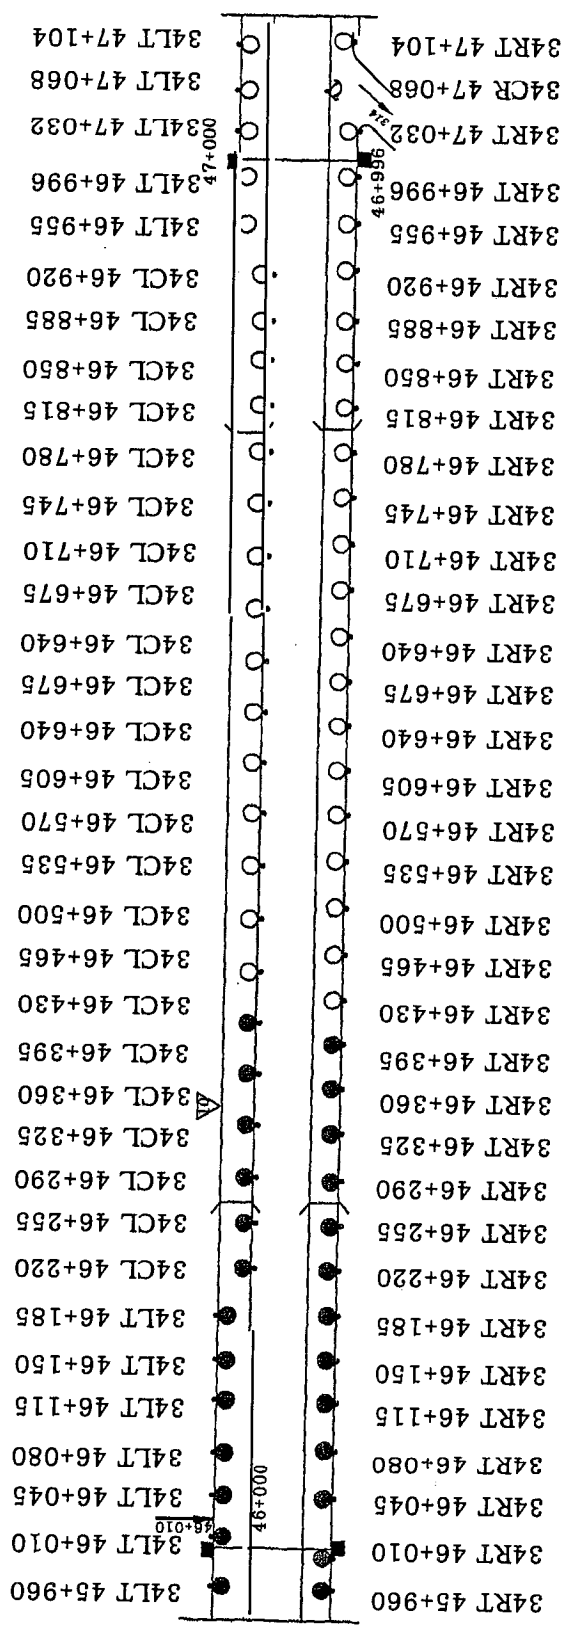 34RT 45+960
34RT 46+010
34RT 46+045
34RT 46+080
34RT 46+115
34RT 46+150
34RT 46+185
34RT 46+220
34RT 46+255
34RT 46+290
34RT 46+325
34RT 46+360
34RT 46+395
34RT 46+430
34RT 46+465
34RT 46+500
34RT 46+535
34RT 46+570
34RT 46+605
34RT 46+640
34RT 46+675
34RT 46+640
34RT 46+675
34RT 46+710
34RT 46+745
34RT 46+780
34RT 46+815
34RT 46+850
34RT 46+885
34RT 46+920
34RT 46+955
34RT 46+996
34RT 47+032
34CR 47+068
34RT 47+104
46+000
46+010
10
46+996
47+000
314
34LT 45+960
34LT 46+010
34LT 46+045
34LT 46+080
34LT 46+115
34LT 46+150
34LT 46+185
34CL 46+220
34CL 46+255
34CL 46+290
34CL 46+325
34CL 46+360
34CL 46+395
34CL 46+430
34CL 46+465
34CL 46+500
34CL 46+535
34CL 46+570
34CL 46+605
34CL 46+640
34CL 46+675
34CL 46+640
34CL 46+675
34CL 46+710
34CL 46+745
34CL 46+780
34CL 46+815
34CL 46+850
34CL 46+885
34CL 46+920
34LT 46+955
34LT 46+996
34LT 47+032
34LT 47+068
34LT 47+104